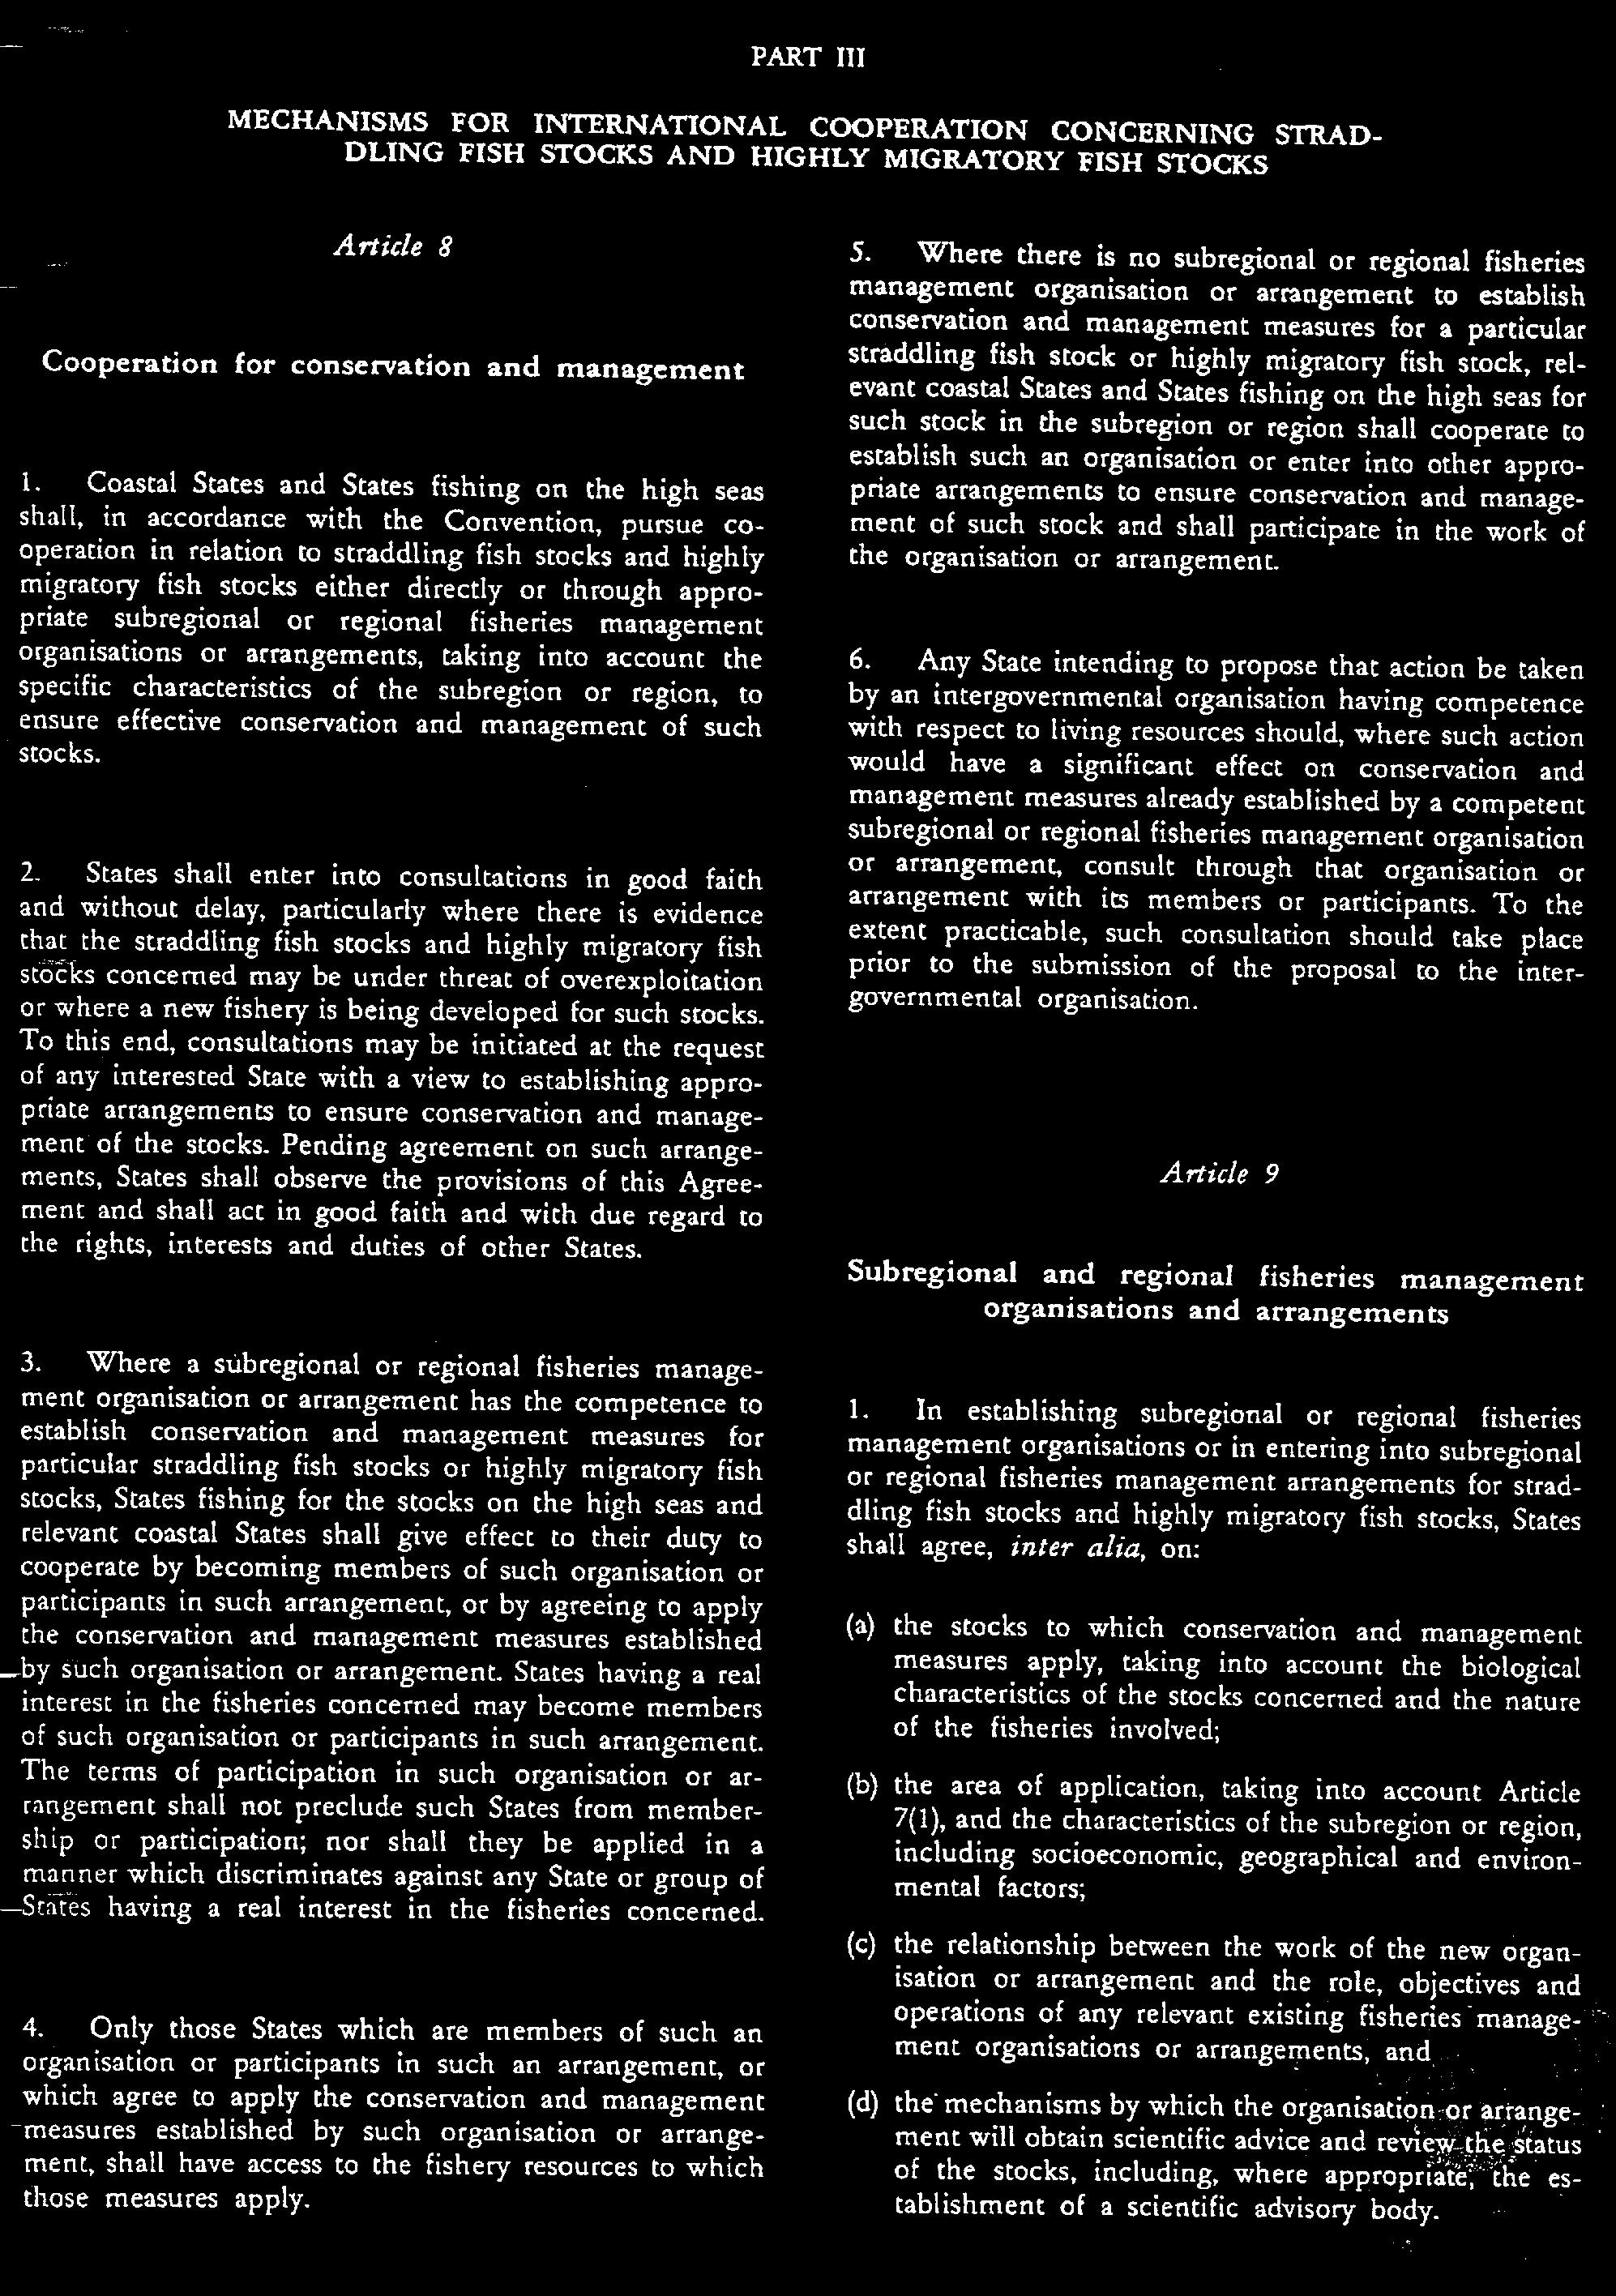 PART III
MECHANISMS FOR INTERNATIONAL COOPERATION CONCERNING STRAD-
DLING FISH STOCKS AND HIGHLY MIGRATORY FISH STOCKS
Article 8
Cooperation for conservation and management
1. Coastal States and States fishing on the high seas
shall, in accordance with the Convention, pursue co-
operation in relation to straddling fish stocks and highly
migratory fish stocks either directly or through appro-
priate subregional or regional fisheries management
organisations or arrangements, taking into account the
specific characteristics of the subregion or region, to
ensure effective conservation and management of such
stocks.
2. States shall enter into consultations in good faith
and without delay, particularly where there is evidence
that the straddling fish stocks and highly migratory fish
stocks concerned may be under threat of overexploitation
or where a new fishery is being developed for such stocks.
To this end, consultations may be initiated at the request
of any interested State with a view to establishing appro-
priate arrangements to ensure conservation and manage-
ment of the stocks. Pending agreement on such arrange-
ments, States shall observe the provisions of this Agree-
ment and shall act in good faith and with due regard to
the rights, interests and duties of other States.
3. Where a subregional or regional fisheries manage-
ment organisation or arrangement has the competence to
establish conservation and management measures for
particular straddling fish stocks or highly migratory fish
stocks, States fishing for the stocks on the high seas and
relevant coastal States shall give effect to their duty to
cooperate by becoming members of such organisation or
participants in such arrangement, or by agreeing to apply
the conservation and management measures established
by such organisation or arrangement. States having a real
interest in the fisheries concerned may become members
of such organisation or participants in such arrangement.
The terms of participation in such organisation or ar-
rangement shall not preclude such States from member-
ship or participation; nor shall they be applied in a
manner which discriminates against any State or group of
States having a real interest in the fisheries concerned.
4. Only those States which are members of such an
organisation or participants in such an arrangement, or
which agree to apply the conservation and management
measures established by such organisation or arrange-
ment, shall have access to the fishery resources to which
those measures apply.
5. Where there is no subregional or regional fisheries
management organisation or arrangement to establish
conservation and management measures for a particular
straddling fish stock or highly migratory fish stock, rel-
evant coastal States and States fishing on the high seas for
such stock in the subregion or region shall cooperate to
establish such an organisation or enter into other appro-
priate arrangements to ensure conservation and manage-
ment of such stock and shall participate in the work of
the organisation or arrangement.
6. Any State intending to propose that action be taken
by an intergovernmental organisation having competence
with respect to living resources should, where such action
would have a significant effect on conservation and
management measures already established by a competent
subregional or regional fisheries management organisation
or arrangement, consult through that organisation or
arrangement with its members or participants. To the
extent practicable, such consultation should take place
prior to the submission of the proposal to the inter-
governmental organisation.
Article 9
Subregional and regional fisheries management
organisations and arrangements
1. In establishing subregional or regional fisheries
management organisations or in entering into subregional
or regional fisheries management arrangements for strad-
dling fish stocks and highly migratory fish stocks, States
shall agree, inter alia, on:
(a) the stocks to which conservation and management
measures apply, taking into account the biological
characteristics of the stocks concerned and the nature
of the fisheries involved;
(b) the area of application, taking into account Article
7(1), and the characteristics of the subregion or region,
including socioeconomic, geographical and environ-
mental factors;
(c) the relationship between the work of the new organ-
isation or arrangement and the role, objectives and
operations of any relevant existing fisheries manage-
ment organisations or arrangements, and
(d) the mechanisms by which the organisation or arrange-
ment will obtain scientific advice and review the status
of the stocks, including, where appropriate, the es-
tablishment of a scientific advisory body.